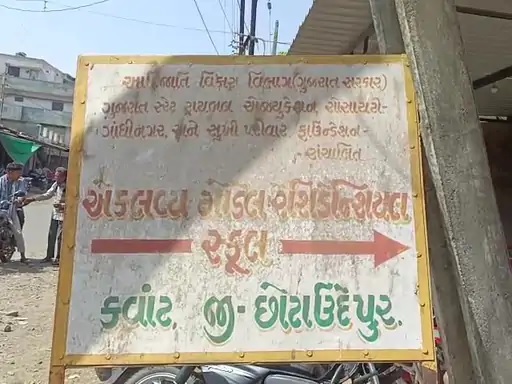 આદિજાતિ વિકાસ વિભાગ(ગુજરાત સરકાર)
ગુજરાત સ્ટેટ ટ્રાયબલ એજ્યુકેશન સોસાયટી-
ગાંધીનગર, અને સુખી પરીવાર ફાઉન્ડેશન-
સંચાલિત
એકલવ્ય મોડલ રેસિડેન્શિયલ
સ્કૂલ
કવાંટ, જી-છોટાઉદેપુર.